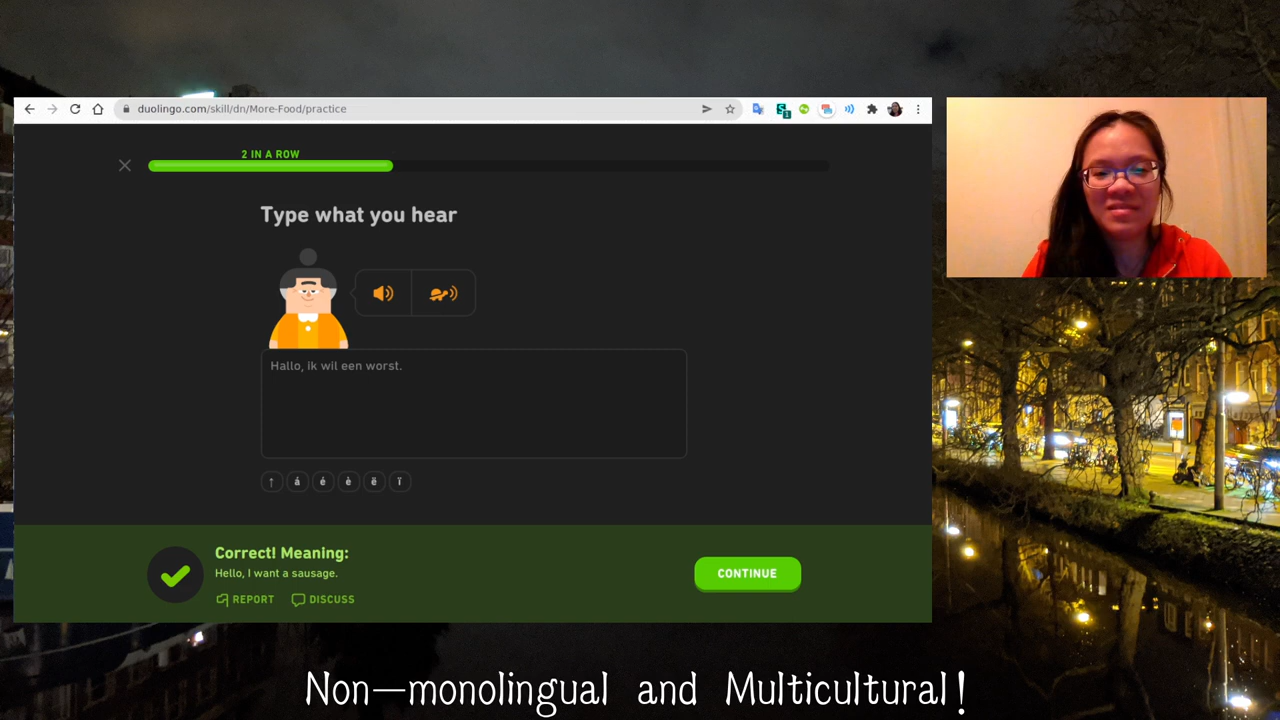 duolingo.com/skill/dn/More-Food/practice
1
2 IN A ROW
Type what you hear
Hallo, ik wil een worst.
↑ á é è ë ï
Correct! Meaning:
Hello, I want a sausage.
REPORT DISCUSS
CONTINUE
Non-monolingual and Multicultural!